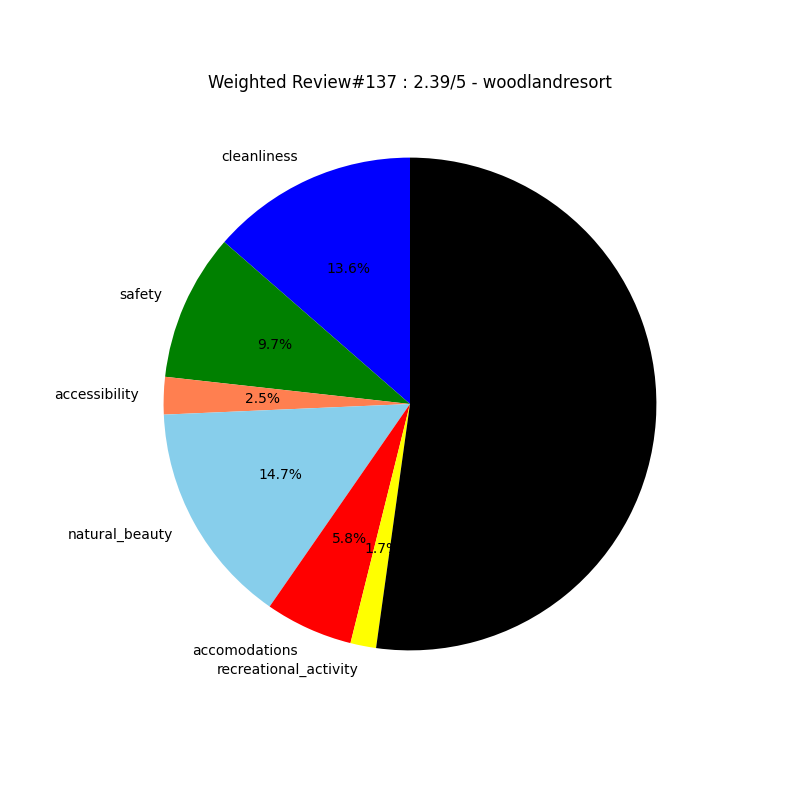 Weighted Review#137 : 2.39/5 - woodlandresort
cleanliness
13.6%
safety
9.7%
accessibility
2.5%
natural_beauty
14.7%
accomodations
5.8%
recreational_activity
1.7%